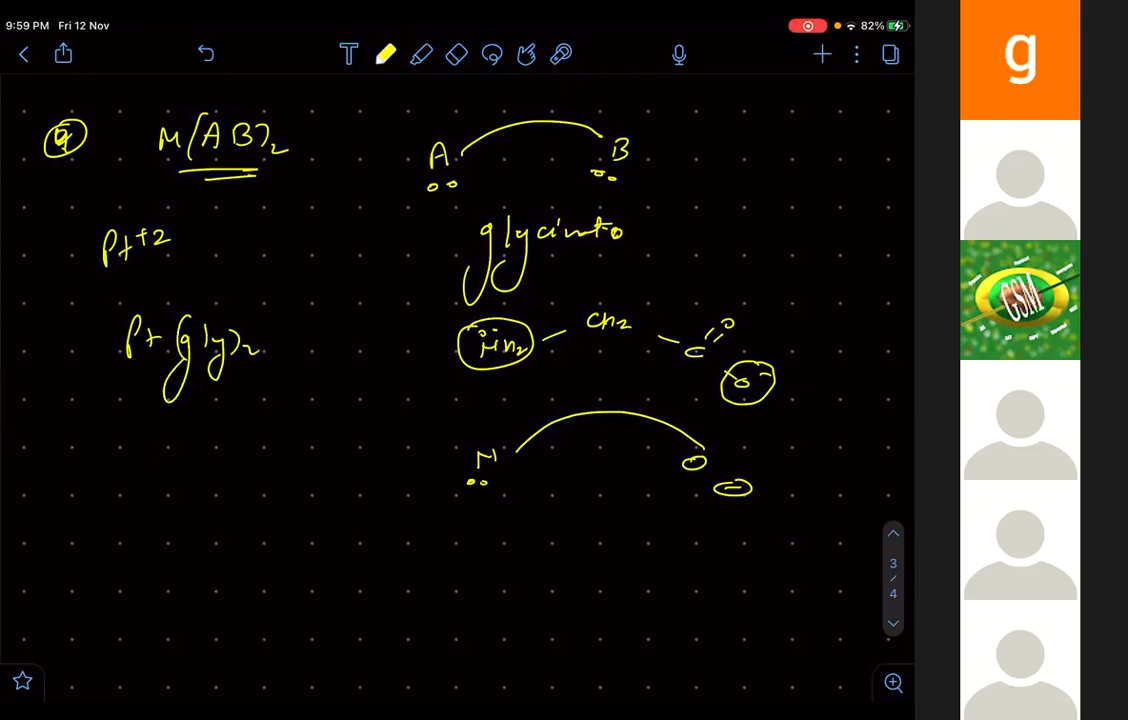 9:59 PM Fri 12 Nov
82%
M(AB)2
A
B
Pt+2
glycinato
Pt(gly)2
NH2
CH2
O
C
O-
N
O
-
3
/
4
g
GSM